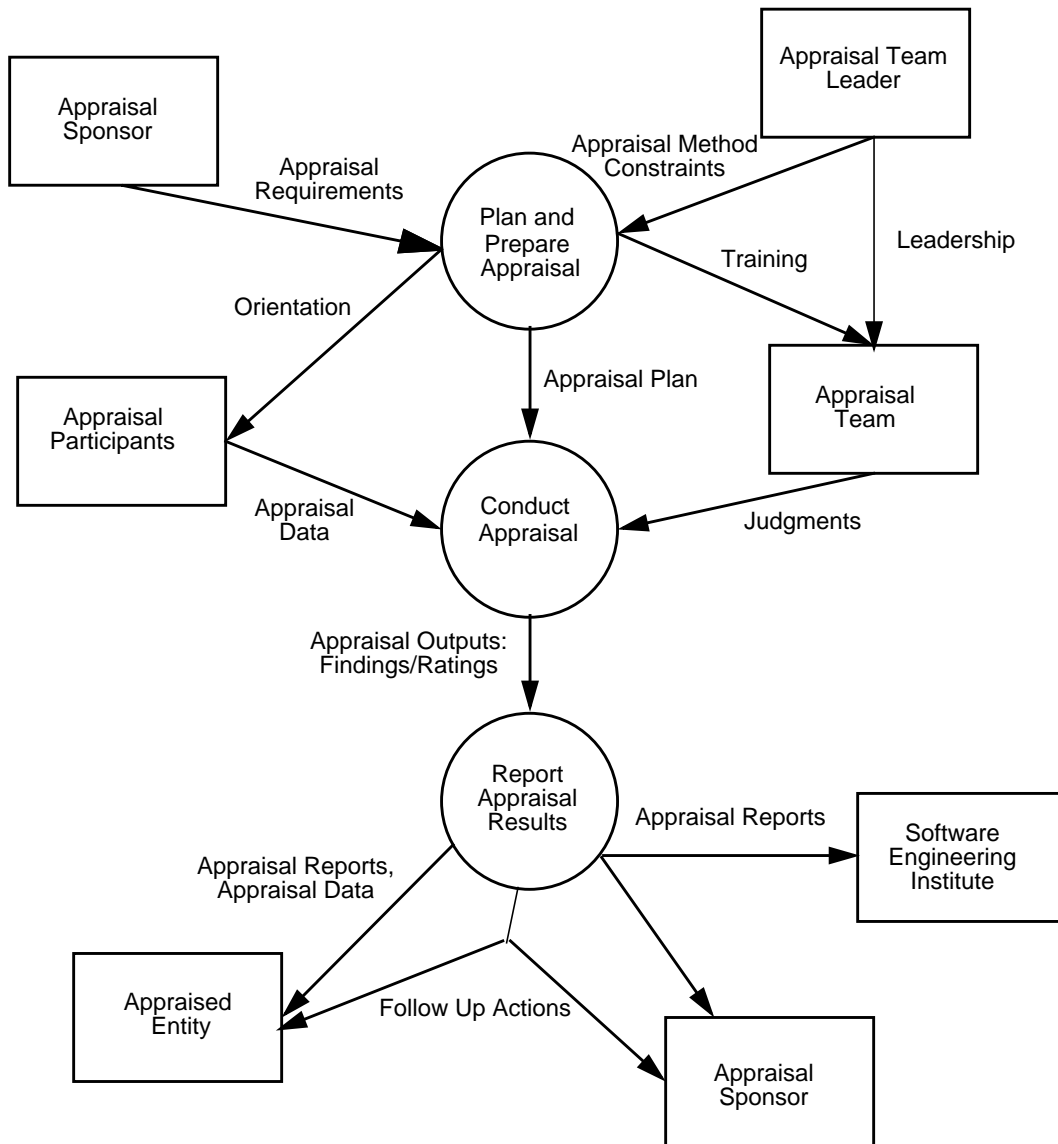 Appraisal Team
Leader
Appraisal
Sponsor
Appraisal Method
Constraints
Appraisal
Requirements
Plan and
Prepare
Appraisal
Leadership
Training
Orientation
Appraisal Plan
Appraisal
Team
Appraisal
Participants
Conduct
Appraisal
Appraisal
Data
Judgments
Appraisal Outputs:
Findings/Ratings
Report
Appraisal
Results
Appraisal Reports
Software
Engineering
Institute
Appraisal Reports,
Appraisal Data
Appraised
Entity
Follow Up Actions
Appraisal
Sponsor